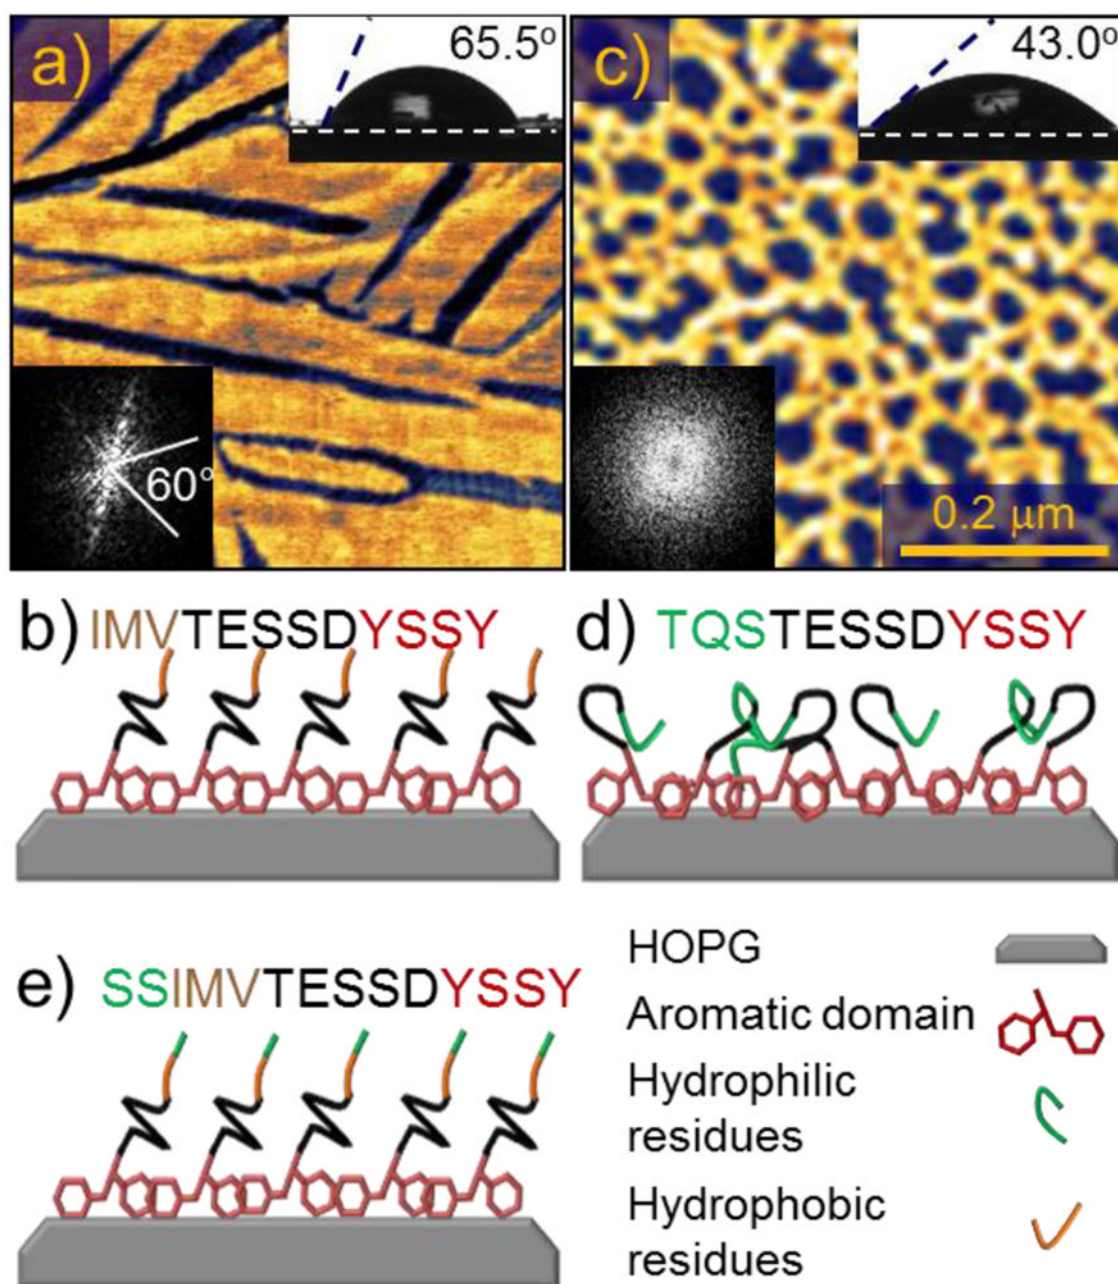 a)
65.5°
60°
c)
43.0°
0.2 μm
b) IMVTESSDYSSY
d) TQSTESSDYSSY
e) SSIMVTESSDYSSY
HOPG
Aromatic domain
Hydrophilic
residues
Hydrophobic
residues